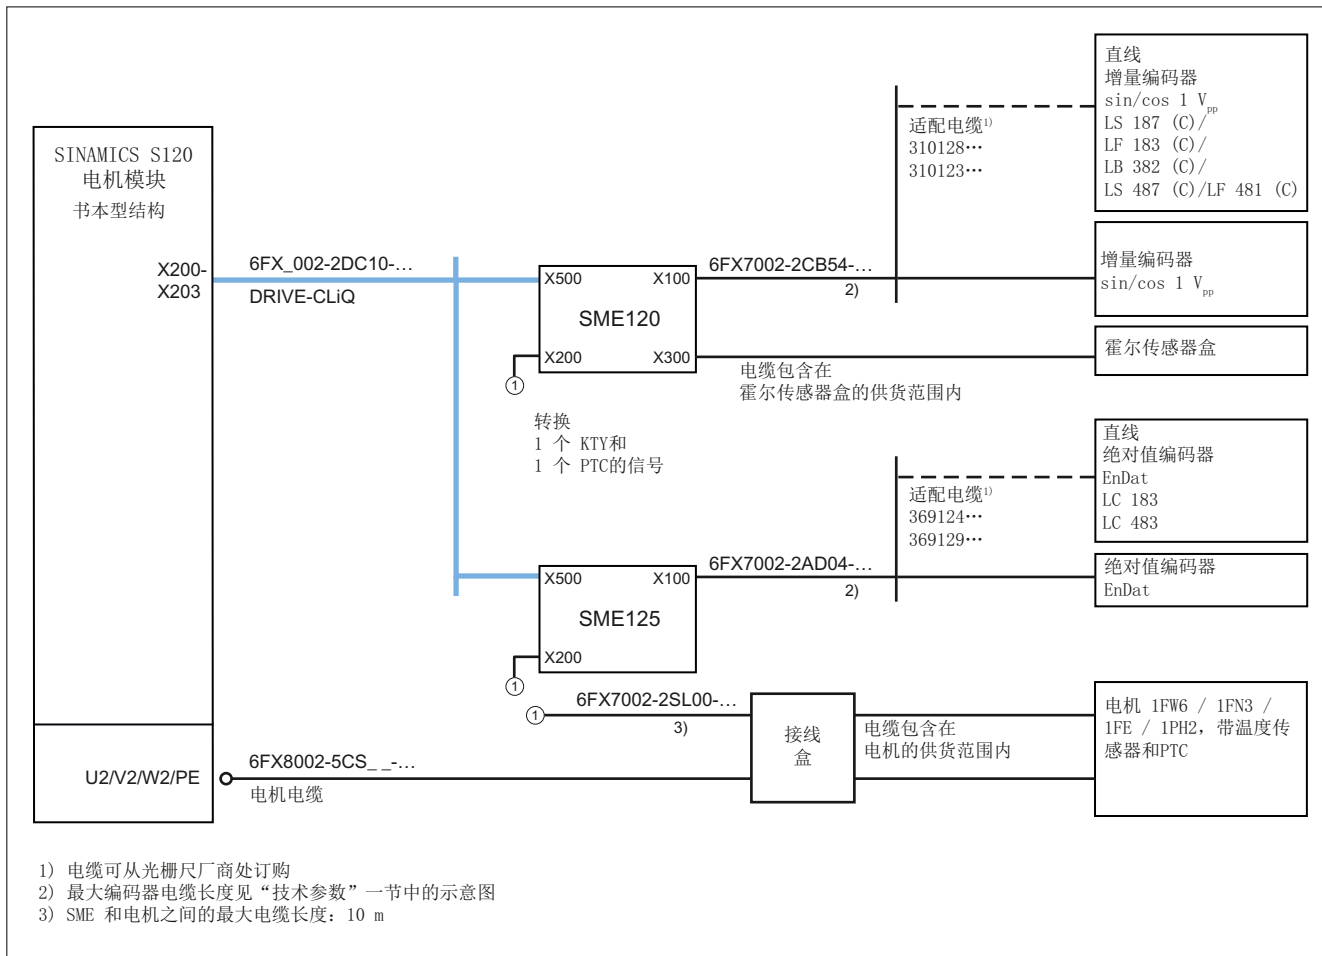 SINAMICS S120
电机模块
书本型结构
X200-
X203
6FX_002-2DC10-…
DRIVE-CLiQ
X500
X100
SME120
X200
X300
①
转换
1 个 KTY和
1 个 PTC的信号
6FX7002-2CB54-…
2)
适配电缆1)
310128…
310123…
直线
增量编码器
sin/cos 1 Vpp
LS 187 (C)/
LF 183 (C)/
LB 382 (C)/
LS 487 (C)/LF 481 (C)
增量编码器
sin/cos 1 Vpp
霍尔传感器盒
电缆包含在
霍尔传感器盒的供货范围内
直线
绝对值编码器
EnDat
LC 183
LC 483
适配电缆1)
369124…
369129…
6FX7002-2AD04-…
2)
绝对值编码器
EnDat
X500
X100
SME125
X200
①
①
6FX7002-2SL00-…
3)
接线
盒
电缆包含在
电机的供货范围内
电机 1FW6 / 1FN3 /
1FE / 1PH2, 带温度传
感器和PTC
U2/V2/W2/PE
6FX8002-5CS_ _-…
电机电缆
1) 电缆可从光栅尺厂商处订购
2) 最大编码器电缆长度见“技术参数”一节中的示意图
3) SME 和电机之间的最大电缆长度: 10 m